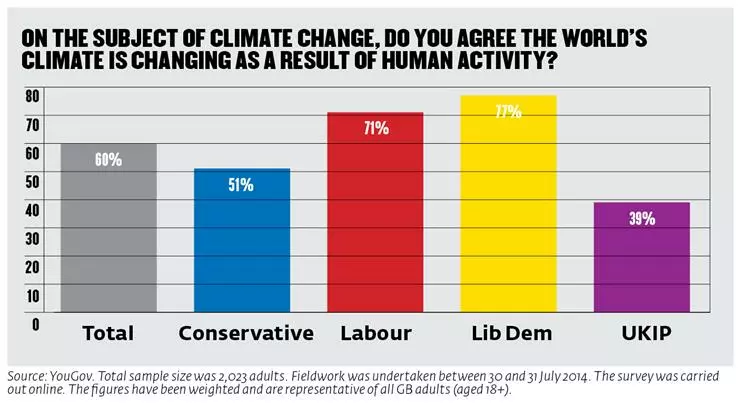 ON THE SUBJECT OF CLIMATE CHANGE, DO YOU AGREE THE WORLD'S
CLIMATE IS CHANGING AS A RESULT OF HUMAN ACTIVITY?
80
70
60
50
40
30
20
10
0
60%
51%
71%
77%
39%
Total Conservative Labour Lib Dem UKIP
Source: YouGov. Total sample size was 2,023 adults. Fieldwork was undertaken between 30 and 31 July 2014. The survey was carried
out online. The figures have been weighted and are representative of all GB adults (aged 18+).